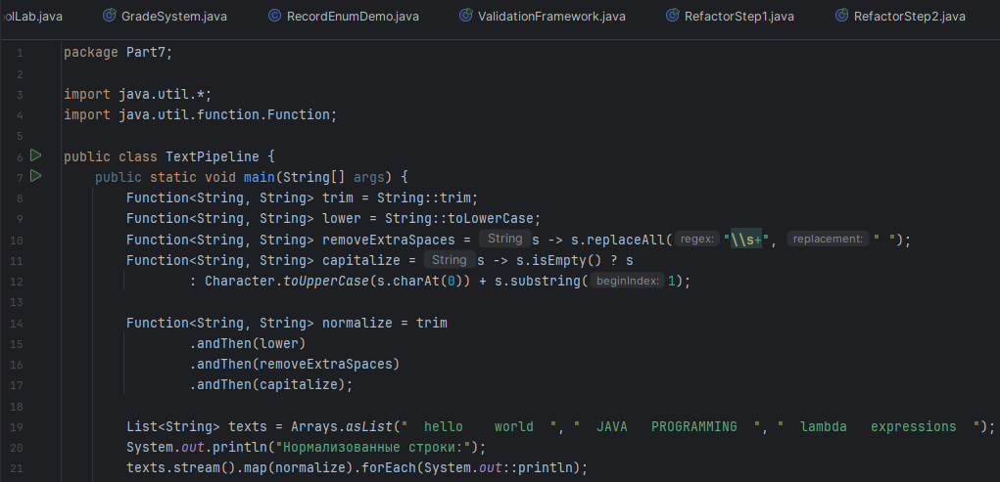 olLab.java GradeSystem.java RecordEnumDemo.java ValidationFramework.java RefactorStep1.java RefactorStep2.java
1 package Part7;
2
3 import java.util.*;
4 import java.util.function.Function;
5
6 public class TextPipeline {
7 public static void main(String[] args) {
8 Function<String, String> trim = String::trim;
9 Function<String, String> lower = String::toLowerCase;
10 Function<String, String> removeExtraSpaces = String s -> s.replaceAll( regex: "\\s+", replacement: " ");
11 Function<String, String> capitalize = String s -> s.isEmpty() ? s
12 : Character.toUpperCase(s.charAt(0)) + s.substring( beginIndex: 1);
13
14 Function<String, String> normalize = trim
15 .andThen(lower)
16 .andThen(removeExtraSpaces)
17 .andThen(capitalize);
18
19 List<String> texts = Arrays.asList("  hello    world  ", "  JAVA   PROGRAMMING  ", "  lambda   expressions  ");
20 System.out.println("Нормализованные строки:");
21 texts.stream().map(normalize).forEach(System.out::println);